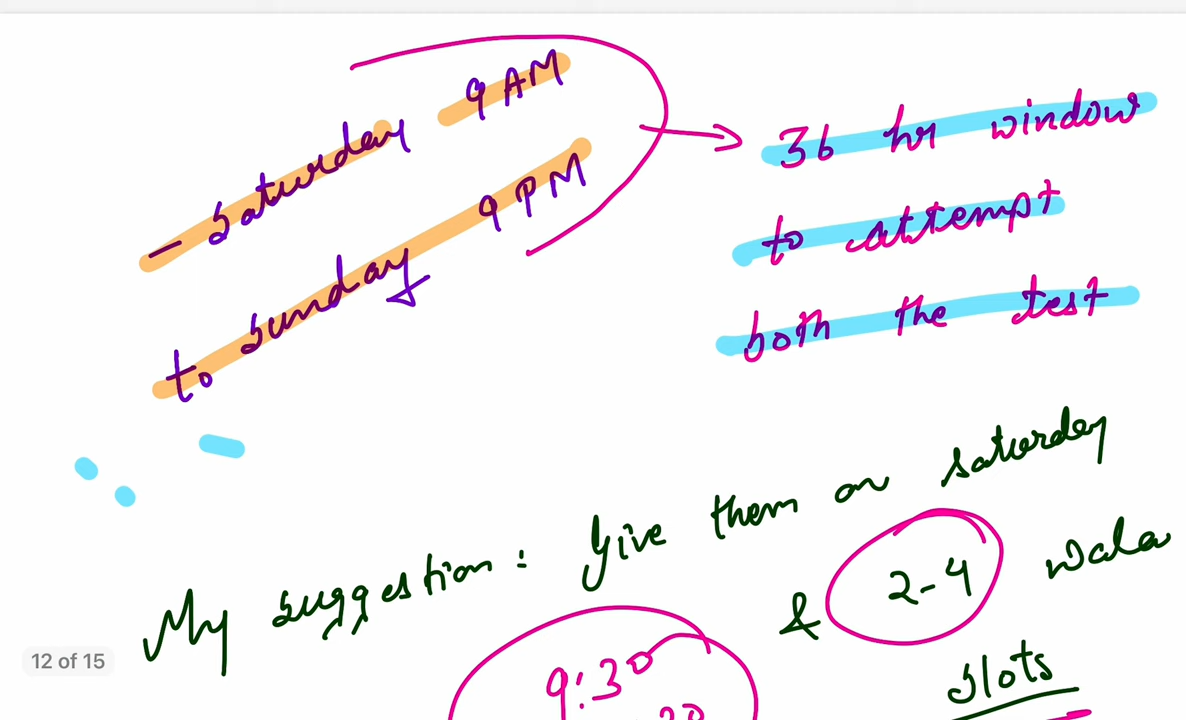 - Saturday 9 AM
to Sunday 9 PM
36 hr window
to attempt
both the test
My suggestion : Give them on Saturday
9:30
& 2-4 wala
slots
12 of 15